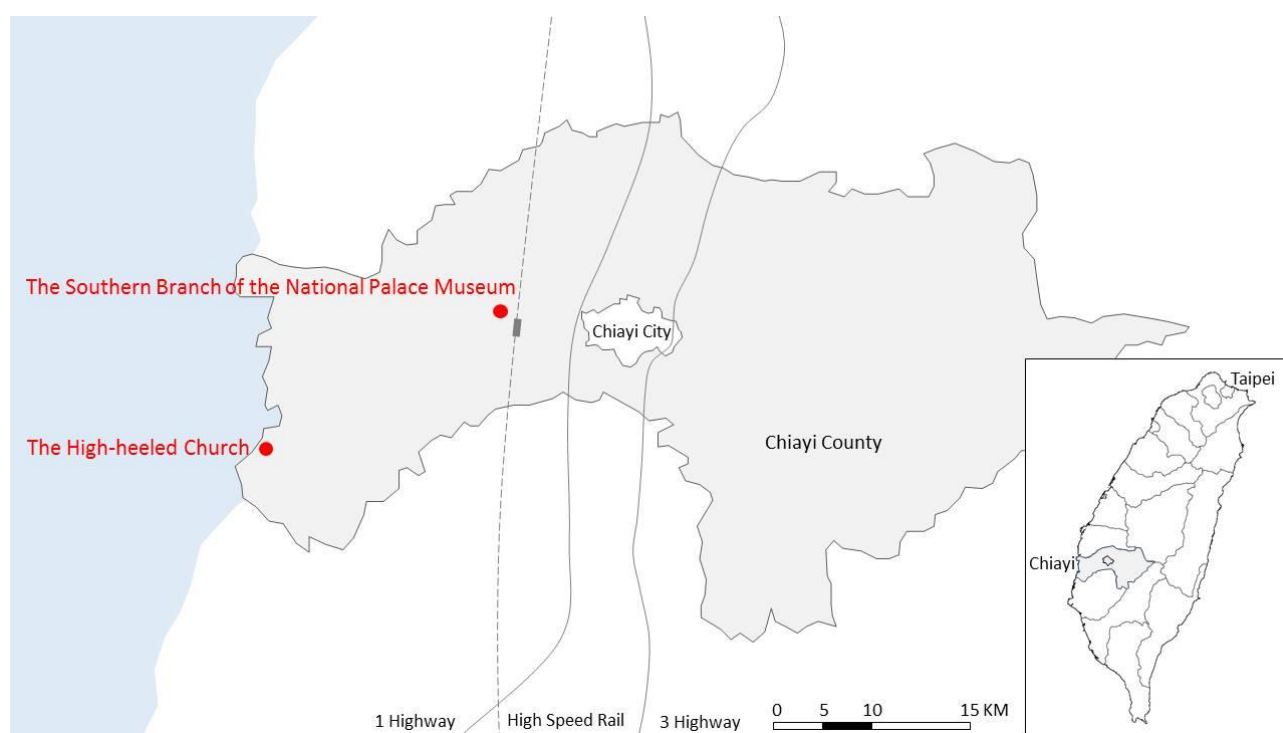 The Southern Branch of the National Palace Museum
Chiayi City
The High-heeled Church
Chiayi County
Taipei
Chiayi
1 Highway
High Speed Rail
3 Highway
0 5 10 15 KM